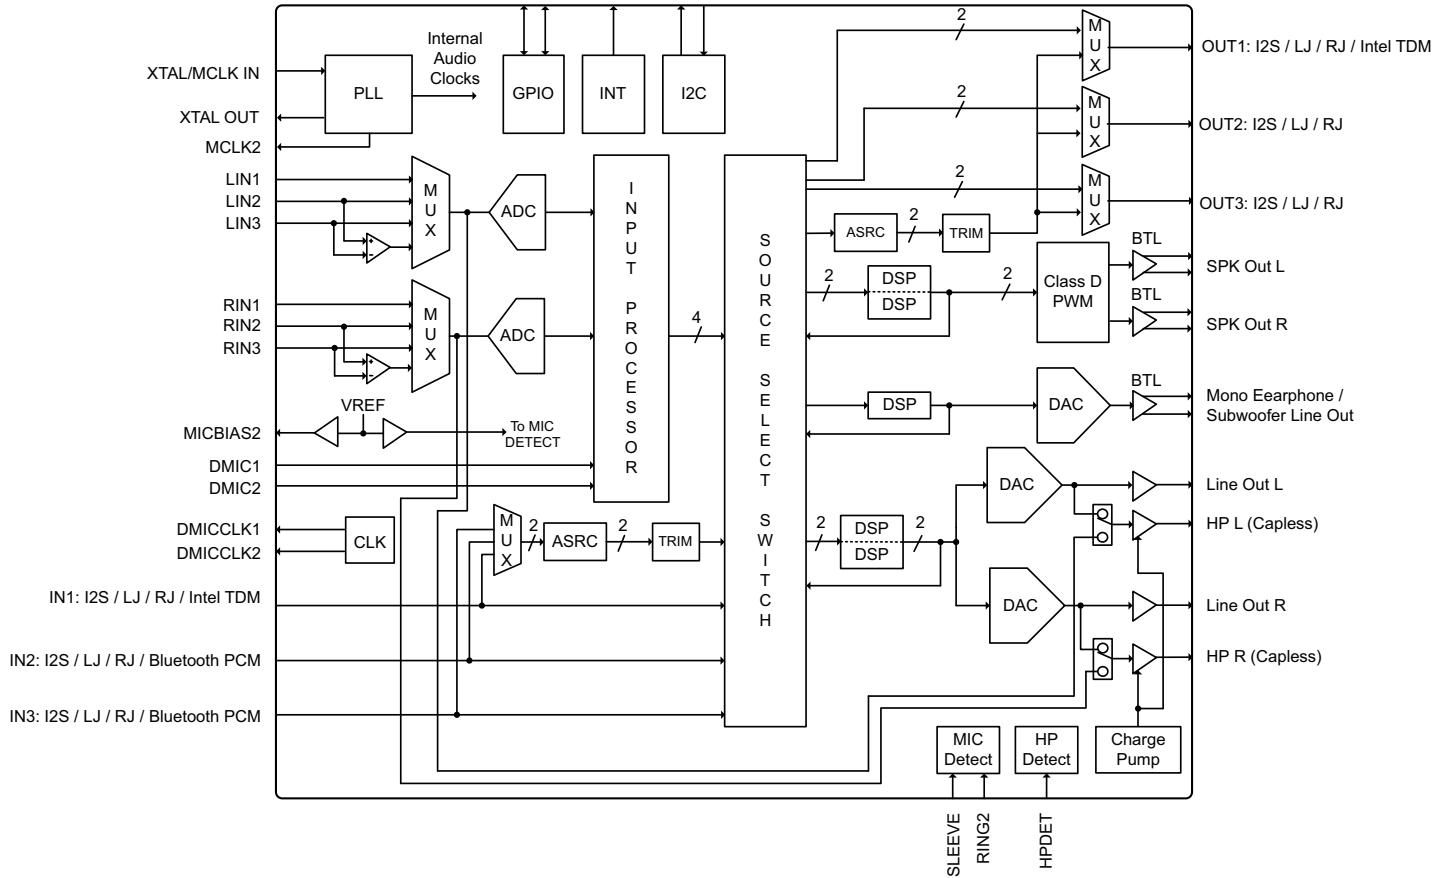 2
M
U
X
OUT1: I2S / LJ / RJ / Intel TDM
Internal
Audio
Clocks
XTAL/MCLK IN
PLL
GPIO
INT
I2C
XTAL OUT
MCLK2
2
M
U
X
OUT2: I2S / LJ / RJ
LIN1
LIN2
LIN3
M
U
X
ADC
INPUT PROCESSOR
SOURCE SELECT SWITCH
2
M
U
X
OUT3: I2S / LJ / RJ
ASRC
2
TRIM
BTL
SPK Out L
2
DSP
DSP
2
Class D
PWM
BTL
SPK Out R
RIN1
RIN2
RIN3
M
U
X
ADC
4
VREF
MICBIAS2
To MIC
DETECT
DSP
DAC
BTL
Mono Eearphone /
Subwoofer Line Out
DMIC1
DMIC2
DAC
Line Out L
DMICCLK1
DMICCLK2
CLK
M
U
X
2
ASRC
2
TRIM
2
DSP
DSP
2
HP L (Capless)
IN1: I2S / LJ / RJ / Intel TDM
DAC
Line Out R
IN2: I2S / LJ / RJ / Bluetooth PCM
HP R (Capless)
IN3: I2S / LJ / RJ / Bluetooth PCM
MIC
Detect
HP
Detect
Charge
Pump
SLEEVE
RING2
HPDET